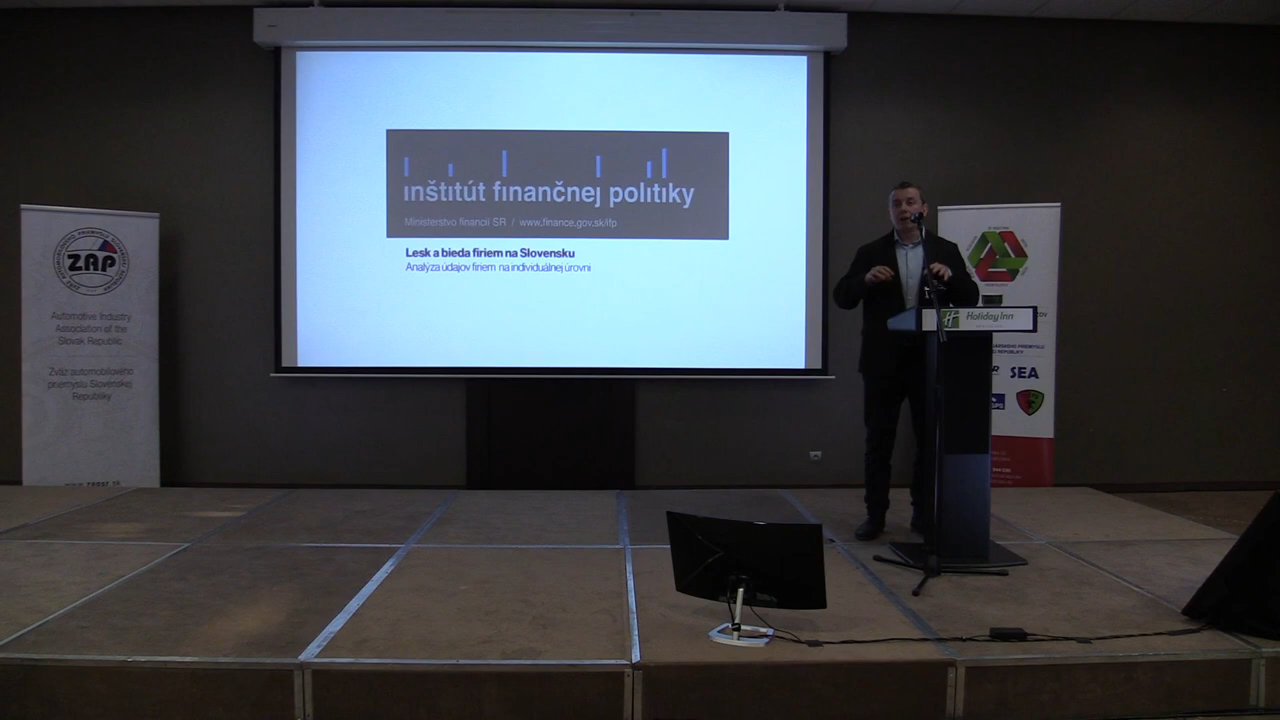 inštitút finančnej politiky
Ministerstvo financií SR / www.finance.gov.sk/ifp
Lesk a bieda firiem na Slovensku
Analýza údajov firiem na individuálnej úrovni
ZAP
Automotive Industry
Association of the
Slovak Republic
Zväz automobilového
priemyslu Slovenskej
Republiky
Holiday Inn
SEA